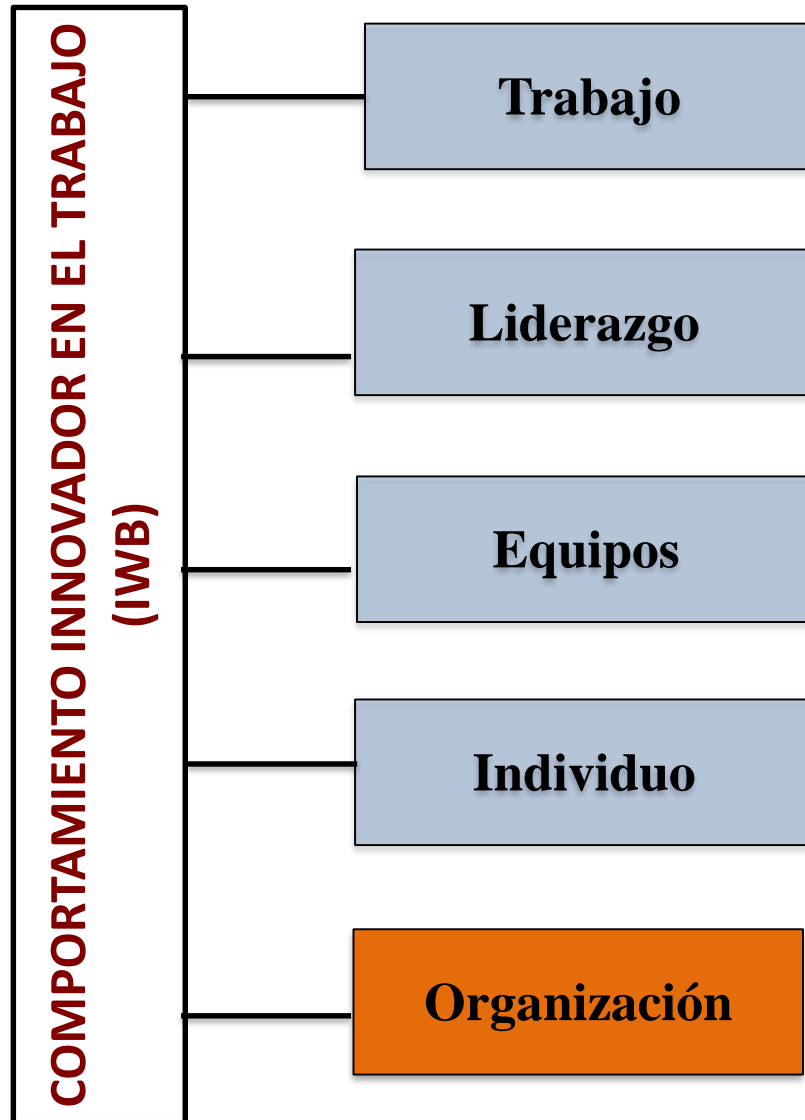 COMPORTAMIENTO INNOVADOR EN EL TRABAJO
(IWB)
Trabajo
Liderazgo
Equipos
Individuo
Organización